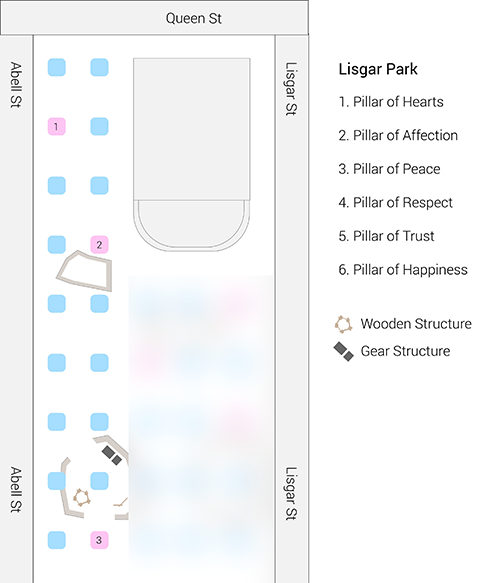 Queen St
Abell St
Lisgar St
1
2
3
Abell St
Lisgar St
Lisgar Park
1. Pillar of Hearts
2. Pillar of Affection
3. Pillar of Peace
4. Pillar of Respect
5. Pillar of Trust
6. Pillar of Happiness
Wooden Structure
Gear Structure